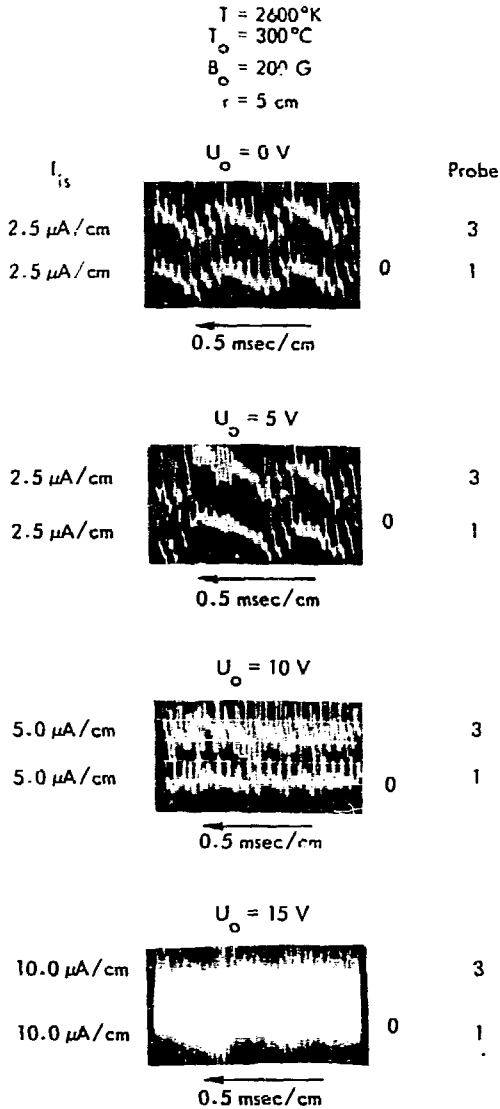 T = 2600°K
T_o = 300°C
B_o = 200 G
r = 5 cm
U_o = 0 V
I_is
Probe
2.5 μA/cm 3
2.5 μA/cm 0 1
0.5 msec/cm
U_o = 5 V
2.5 μA/cm 3
2.5 μA/cm 0 1
0.5 msec/cm
U_o = 10 V
5.0 μA/cm 3
5.0 μA/cm 0 1
0.5 msec/cm
U_o = 15 V
10.0 μA/cm 3
10.0 μA/cm 0 1
0.5 msec/cm